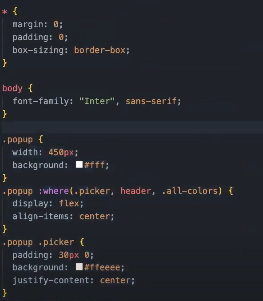 * {
margin: 0;
padding: 0;
box-sizing: border-box;
}
body {
font-family: "Inter", sans-serif;
}
.popup {
width: 450px;
background: #fff;
}
.popup :where(.picker, header, .all-colors) {
display: flex;
align-items: center;
}
.popup .picker {
padding: 30px 0;
background: #ffeeee;
justify-content: center;
}